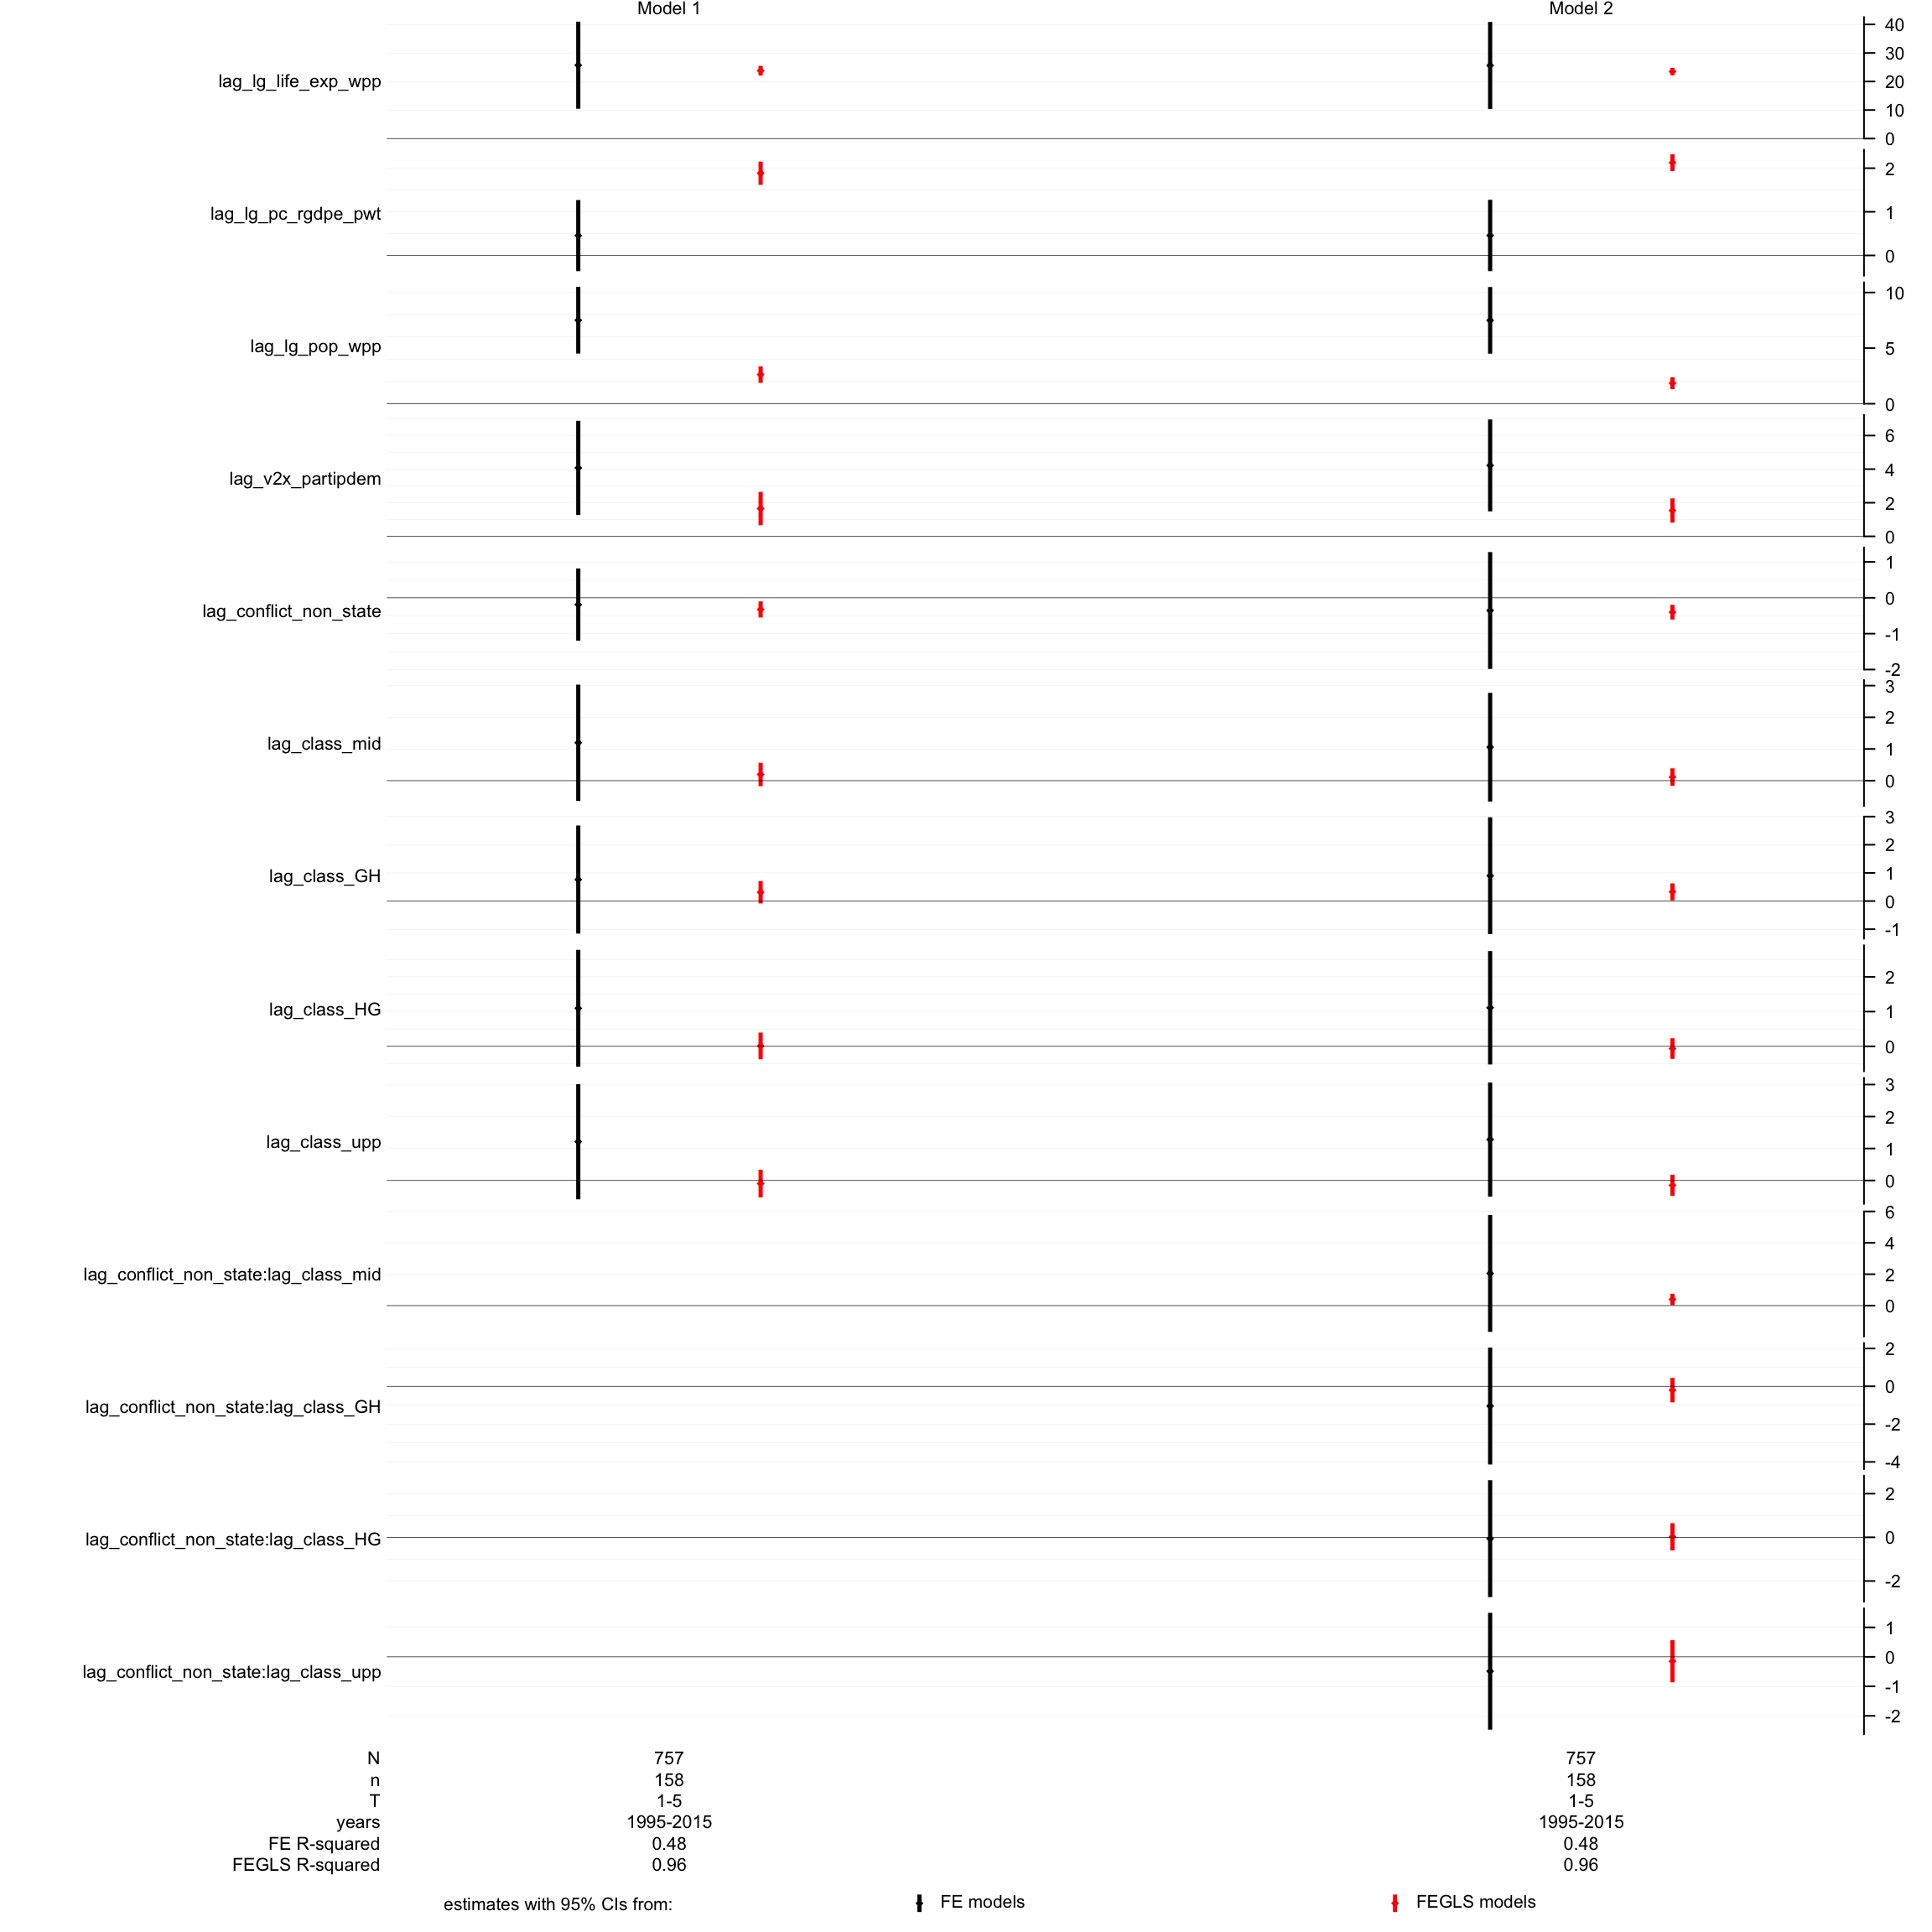 Model 1 Model 2
lag_lg_life_exp_wpp
40
30
20
10
0
lag_lg_pc_rgdpe_pwt
2
1
0
lag_lg_pop_wpp
10
5
0
lag_v2x_partipdem
6
4
2
0
lag_conflict_non_state
1
0
-1
-2
lag_class_mid
3
2
1
0
lag_class_GH
3
2
1
0
-1
lag_class_HG
2
1
0
lag_class_upp
3
2
1
0
lag_conflict_non_state:lag_class_mid
6
4
2
0
lag_conflict_non_state:lag_class_GH
2
0
-2
-4
lag_conflict_non_state:lag_class_HG
2
0
-2
lag_conflict_non_state:lag_class_upp
1
0
-1
-2
N 757 757
n 158 158
T 1-5 1-5
years 1995-2015 1995-2015
FE R-squared 0.48 0.48
FEGLS R-squared 0.96 0.96
estimates with 95% CIs from: FE models FEGLS models